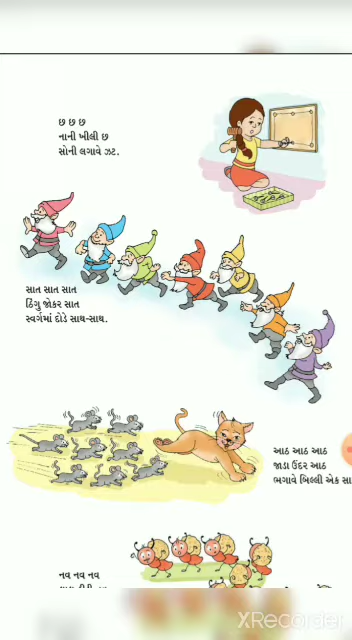 છ છ છ
નાની ખીલી છ
સોની લગાવે ઝટ.
સાત સાત સાત
ઠિંગુ જોકર સાત
સ્વર્ગમાં દોડે સાથ-સાથ.
આઠ આઠ આઠ
જાડા ઉંદર આઠ
ભગાવે બિલ્લી એક સા
નવ નવ નવ
XRecorder